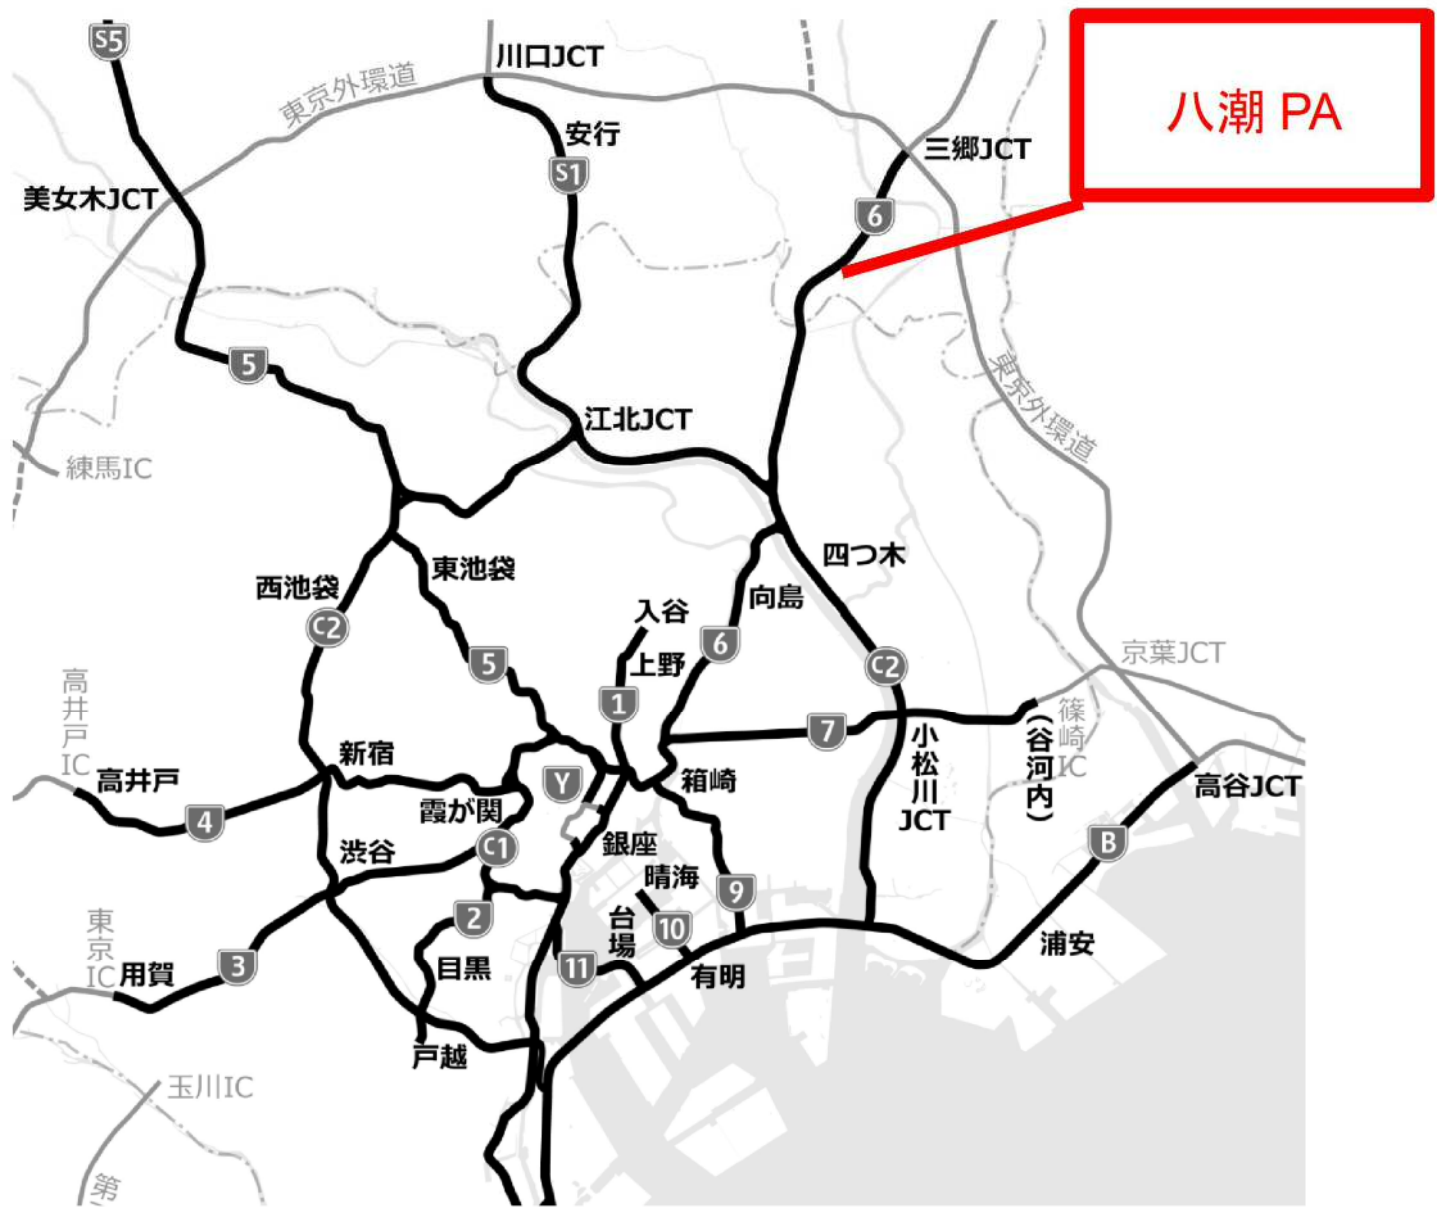 S5
川口JCT
東京外環道
八潮 PA
安行
三郷JCT
S1
美女木JCT
6
5
東京外環道
江北JCT
練馬IC
四つ木
東池袋
西池袋
向島
入谷
C2
6
上野
5
C2
京葉JCT
高井戸IC
1
7
篠崎IC
(谷河内)
小松川JCT
新宿
箱崎
高井戸
Y
高谷JCT
霞が関
4
C1
銀座
B
渋谷
晴海
9
2
台場
10
東京IC
浦安
目黒
11
有明
用賀
3
戸越
玉川IC
第